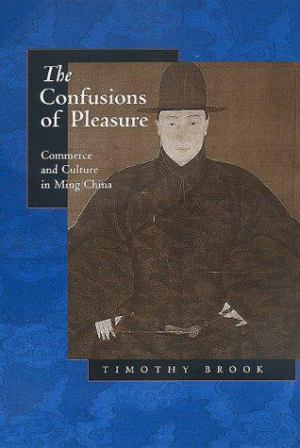 The
Confusions
of Pleasure
Commerce
and Culture
in Ming China
TIMOTHY BROOK